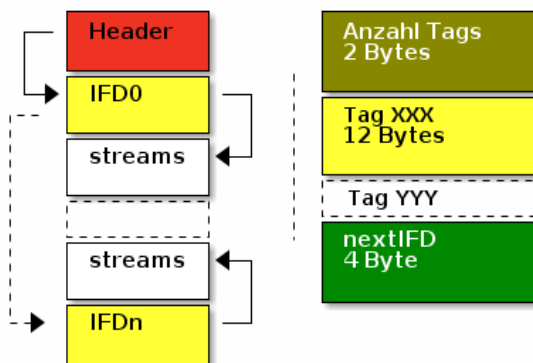 Header
IFD0
streams
streams
IFDn
Anzahl Tags
2 Bytes
Tag XXX
12 Bytes
Tag YYY
nextIFD
4 Byte